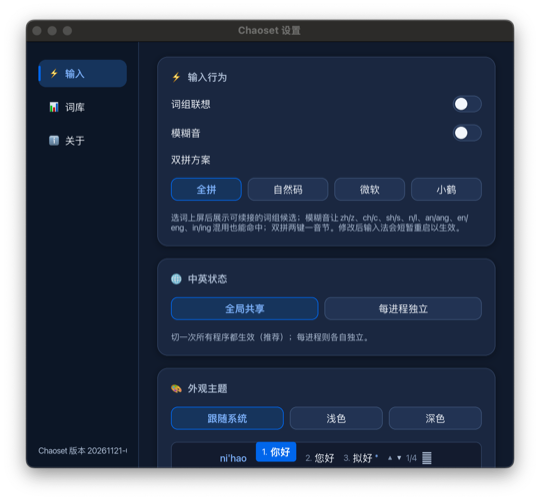 Chaoset 设置
输入
词库
关于
输入行为
词组联想
模糊音
双拼方案
全拼 自然码 微软 小鹤
选词上屏后展示可续接的词组候选；模糊音让 zh/z、ch/c、sh/s、n/l、an/ang、en/
eng、in/ing 混用也能命中；双拼两键一音节。修改后输入法会短暂重启以生效。
中英状态
全局共享 每进程独立
切一次所有程序都生效（推荐）；每进程则各自独立。
外观主题
跟随系统 浅色 深色
ni'hao 1. 你好 2. 您好 3. 拟好 * 1/4
Chaoset 版本 20261121-